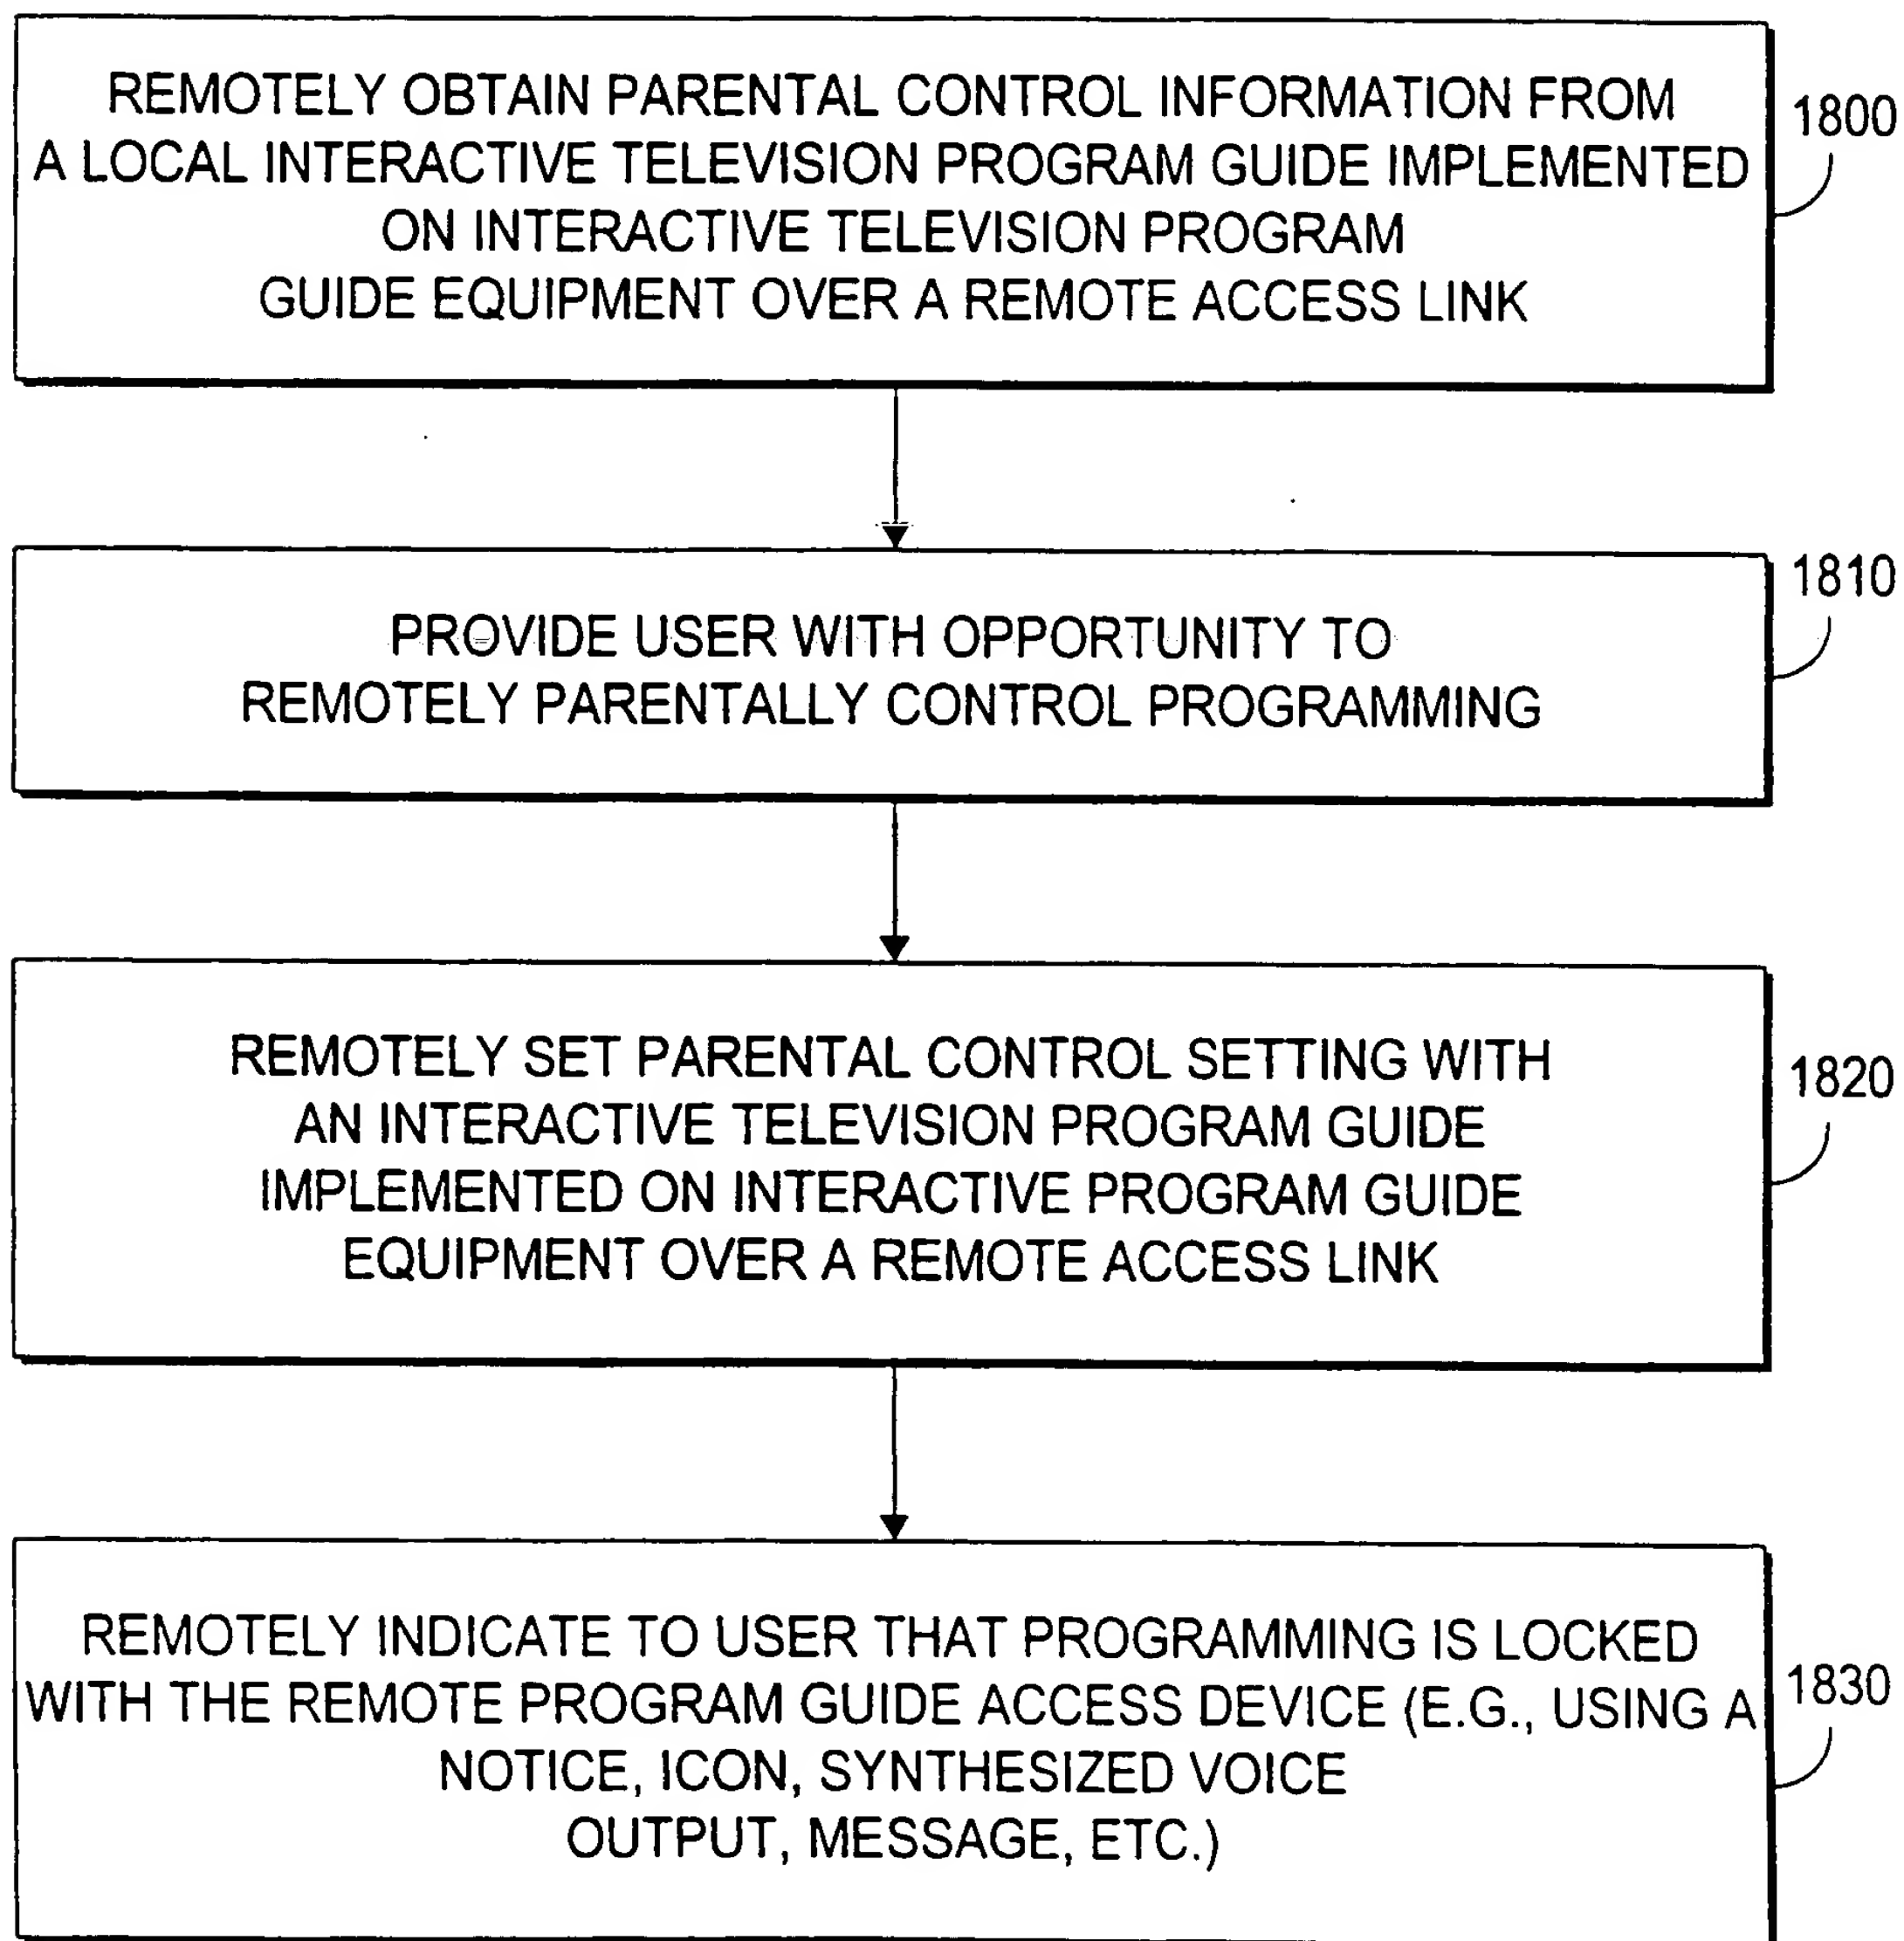 REMOTELY OBTAIN PARENTAL CONTROL INFORMATION FROM
A LOCAL INTERACTIVE TELEVISION PROGRAM GUIDE IMPLEMENTED
ON INTERACTIVE TELEVISION PROGRAM
GUIDE EQUIPMENT OVER A REMOTE ACCESS LINK
1800
PROVIDE USER WITH OPPORTUNITY TO
REMOTELY PARENTALLY CONTROL PROGRAMMING
1810
REMOTELY SET PARENTAL CONTROL SETTING WITH
AN INTERACTIVE TELEVISION PROGRAM GUIDE
IMPLEMENTED ON INTERACTIVE PROGRAM GUIDE
EQUIPMENT OVER A REMOTE ACCESS LINK
1820
REMOTELY INDICATE TO USER THAT PROGRAMMING IS LOCKED
WITH THE REMOTE PROGRAM GUIDE ACCESS DEVICE (E.G., USING A
NOTICE, ICON, SYNTHESIZED VOICE
OUTPUT, MESSAGE, ETC.)
1830